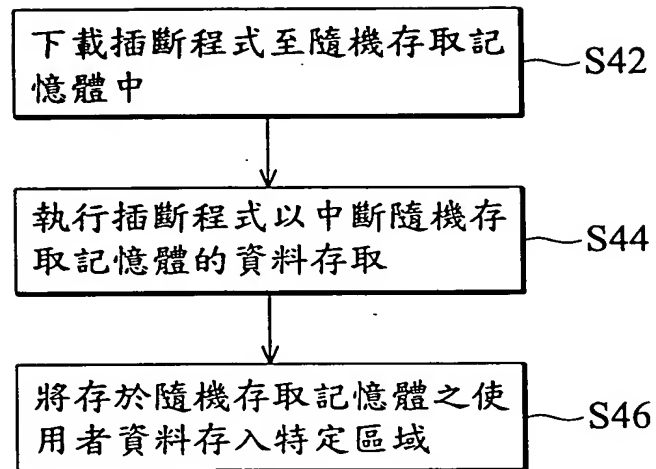 下載插斷程式至隨機存取記
憶體中
S42
執行插斷程式以中斷隨機存
取記憶體的資料存取
S44
將存於隨機存取記憶體之使
用者資料存入特定區域
S46